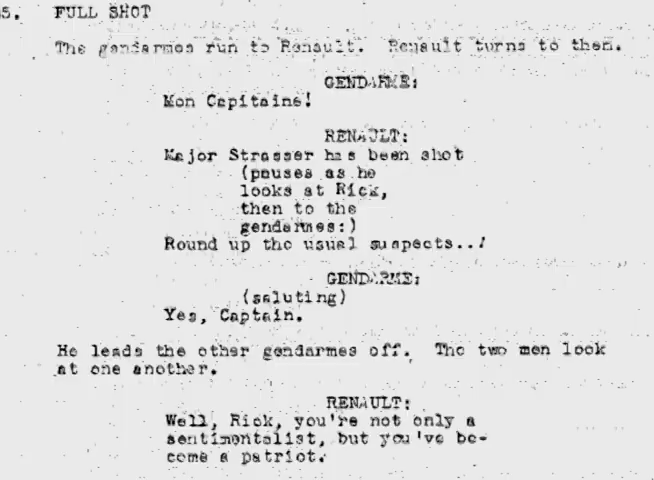 5. FULL SHOT
The gendarmes run to Renault. Renault turns to them.
GENDARME:
Mon Capitaine!
RENAULT:
Major Strasser has been shot
(pauses as he
looks at Rick,
then to the
gendarmes:)
Round up the usual suspects..!
GENDARME:
(saluting)
Yes, Captain.
He leads the other gendarmes off. The two men look
at one another.
RENAULT:
Well, Rick, you're not only a
sentimentalist, but you've be-
come a patriot.